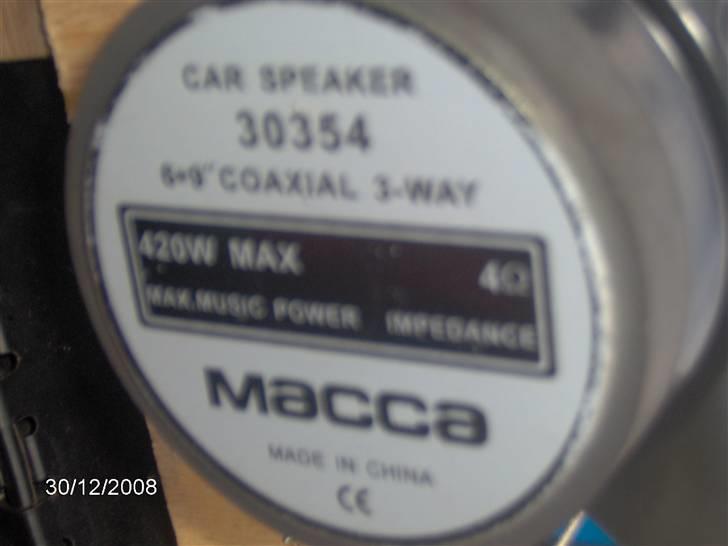 CAR SPEAKER
30354
6*9" COAXIAL 3-WAY
420W MAX 4Ω
MAX.MUSIC POWER IMPEDANCE
Macca
MADE IN CHINA
CE
30/12/2008